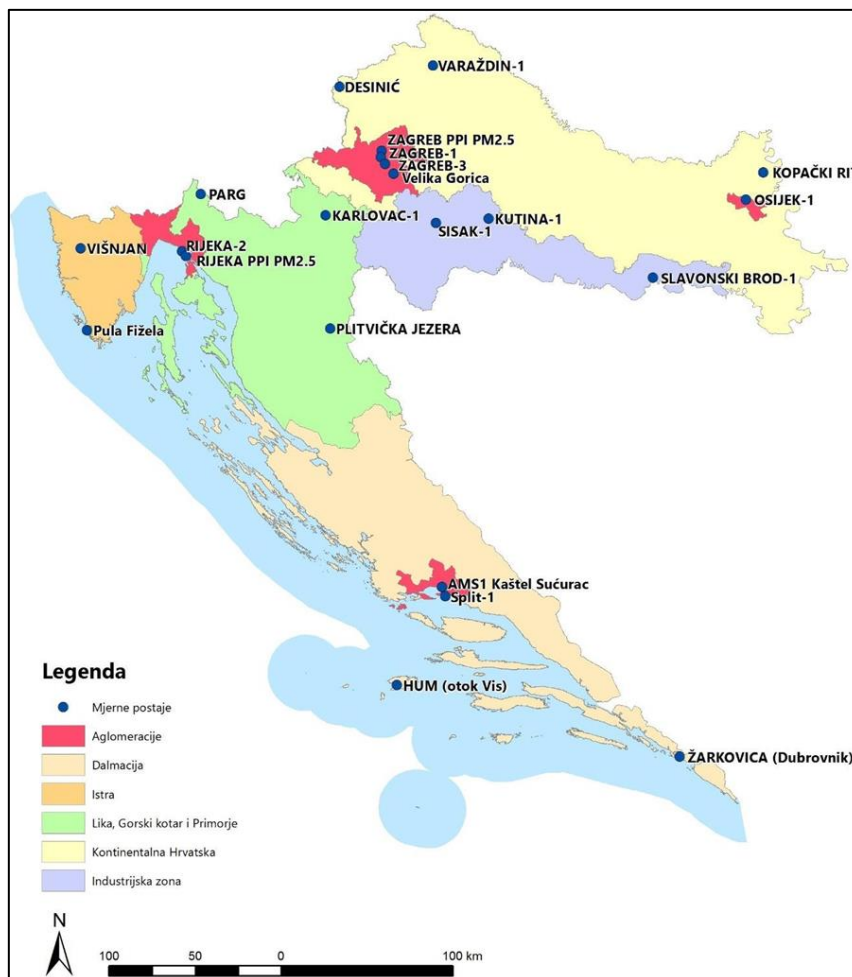 VARAŽDIN-1
DESINIĆ
ZAGREB PPI PM2.5
ZAGREB-1
ZAGREB-3
Velika Gorica
KOPAČKI RIT
OSIJEK-1
PARG
KARLOVAC-1
KUTINA-1
SISAK-1
VIŠNJAN
RIJEKA-2
RIJEKA PPI PM2.5
SLAVONSKI BROD-1
Pula Fižela
PLITVIČKA JEZERA
AMS1 Kaštel Sućurac
Split-1
HUM (otok Vis)
ŽARKOVICA (Dubrovnik)
Legenda
Mjerne postaje
Aglomeracije
Dalmacija
Istra
Lika, Gorski kotar i Primorje
Kontinentalna Hrvatska
Industrijska zona
N
100 50 0 100 km